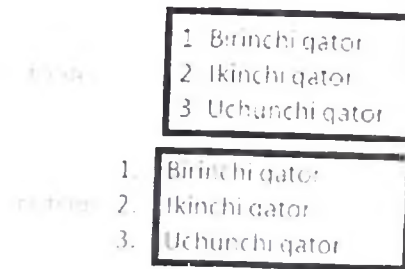 1 Birinchi qator
2 Ikinchi qator
3 Uchunchi qator
1. Birinchi qator
2. Ikinchi qator
3. Uchunchi qator